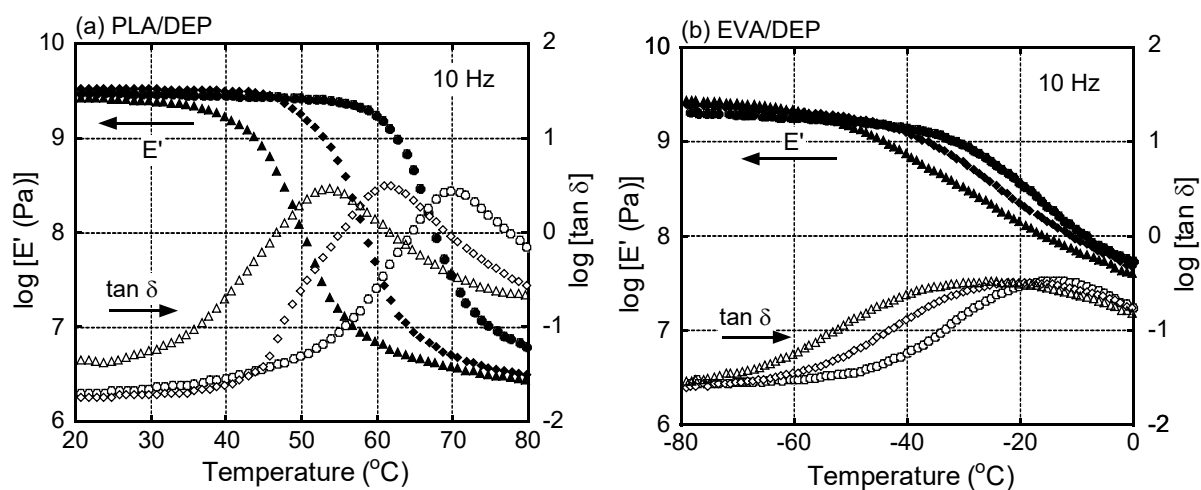 (a) PLA/DEP
10 2
10 Hz
9 1
E'
log [E' (Pa)]
8 0
log [tan δ]
tan δ
7 -1
6 -2
20 30 40 50 60 70 80
Temperature (°C)
(b) EVA/DEP
10 2
10 Hz
9 1
E'
log [E' (Pa)]
8 0
log [tan δ]
tan δ
7 -1
6 -2
-80 -60 -40 -20 0
Temperature (°C)